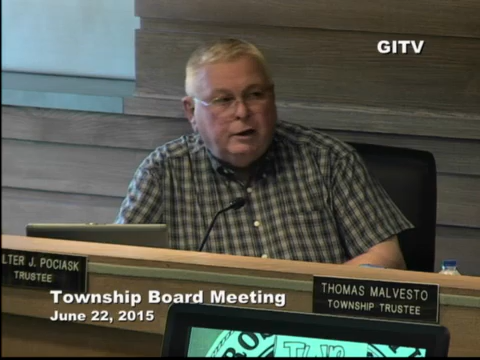 GITV
LTER J. POCIASK
TRUSTEE
THOMAS MALVESTO
TOWNSHIP TRUSTEE
Township Board Meeting
June 22, 2015